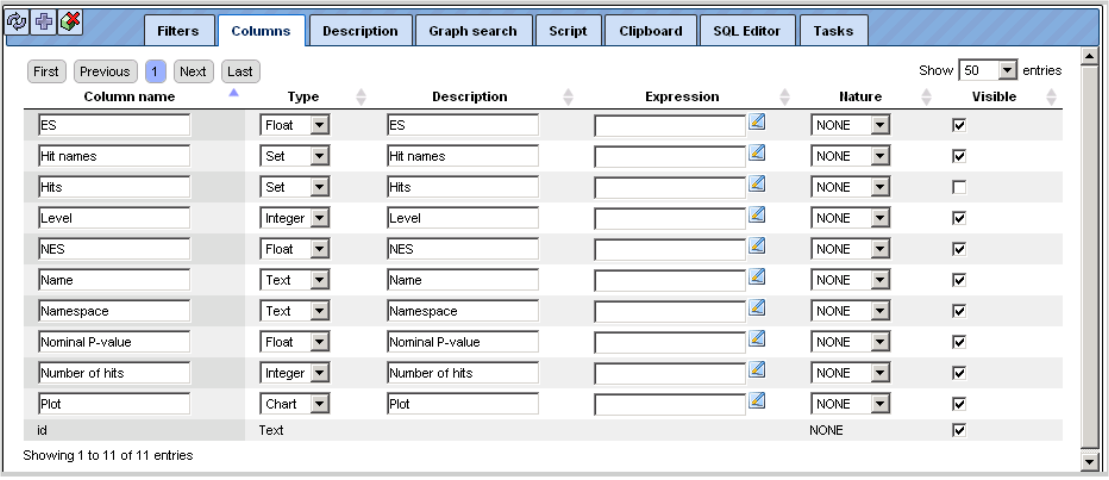 Filters Columns Description Graph search Script Clipboard SQL Editor Tasks
First Previous 1 Next Last Show 50 entries
Column name Type Description Expression Nature Visible
ES Float ES NONE
Hit names Set Hit names NONE
Hits Set Hits NONE
Level Integer Level NONE
NES Float NES NONE
Name Text Name NONE
Namespace Text Namespace NONE
Nominal P-value Float Nominal P-value NONE
Number of hits Integer Number of hits NONE
Plot Chart Plot NONE
id Text NONE
Showing 1 to 11 of 11 entries